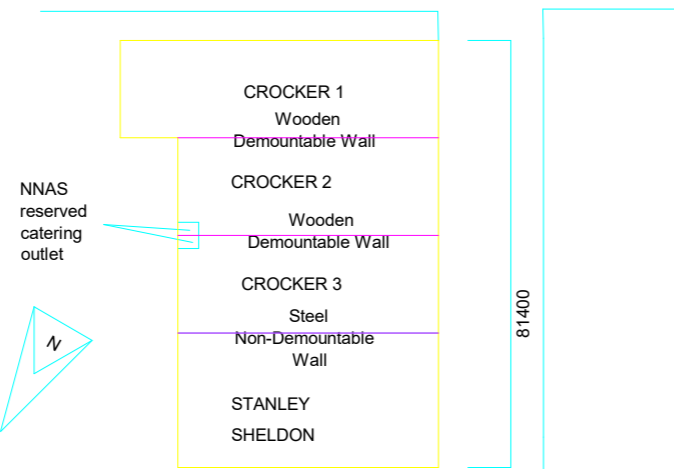 CROCKER 1
Wooden
Demountable Wall
CROCKER 2
NNAS
reserved
catering
outlet
Wooden
Demountable Wall
CROCKER 3
Steel
Non-Demountable
Wall
81400
N
STANLEY
SHELDON